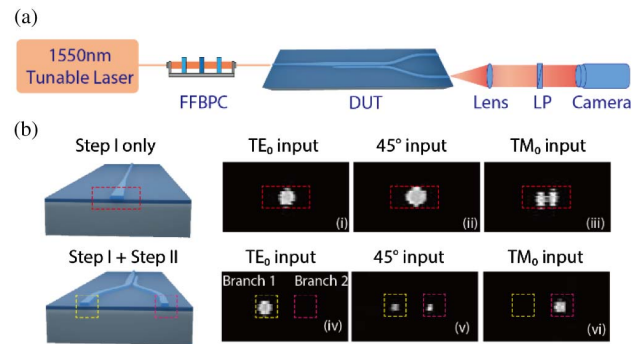 (a)
1550nm
Tunable Laser
FFBPC
DUT
Lens
LP
Camera
(b)
Step I only
TE₀ input
45° input
TM₀ input
(i)
(ii)
(iii)
Step I + Step II
TE₀ input
45° input
TM₀ input
Branch 1
Branch 2
(iv)
(v)
(vi)